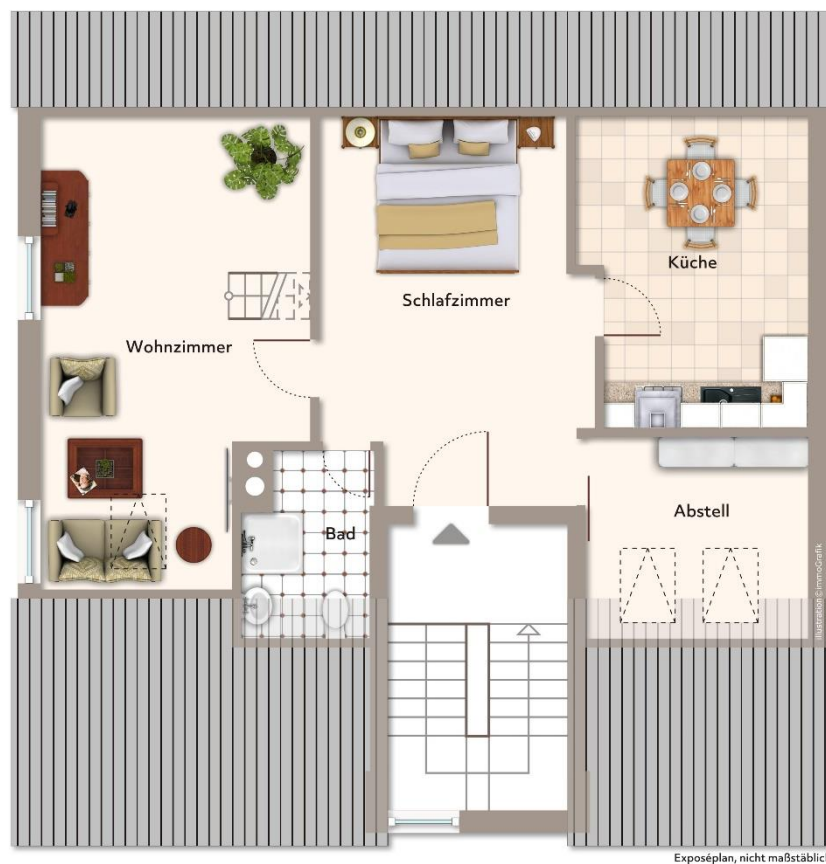 Küche
Schlafzimmer
Wohnzimmer
Abstell
Bad
Illustration © immoGrafik
Exposéplan, nicht maßstäblich